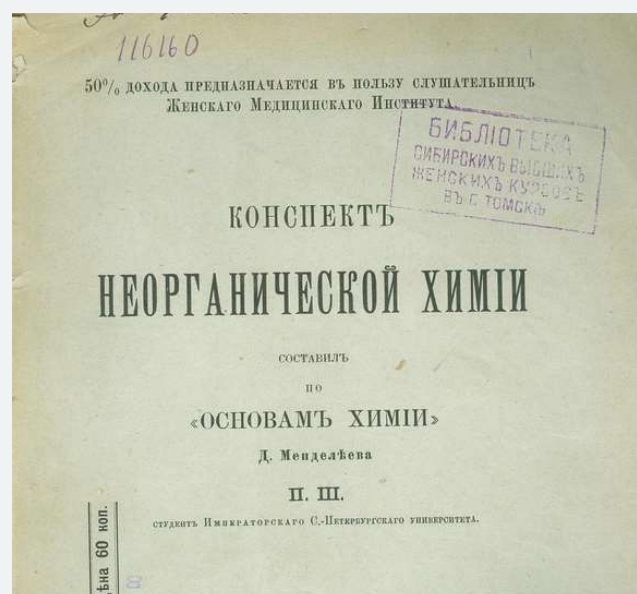 116160
50% дохода предназначается въ пользу слушательницъ
Женскаго Медицинскаго Института.
БИБЛІОТЕКА
СИБИРСКИХЪ ВЫСШИХЪ
ЖЕНСКИХЪ КУРСОВЪ
ВЪ Г. ТОМСКѢ
КОНСПЕКТЪ
НЕОРГАНИЧЕСКОЙ ХИМІИ
СОСТАВИЛЪ
ПО
«ОСНОВАМЪ ХИМІИ»
Д. Менделѣева
П. Ш.
студентъ Императорскаго С.-Петербургскаго университета.
Цѣна 60 коп.